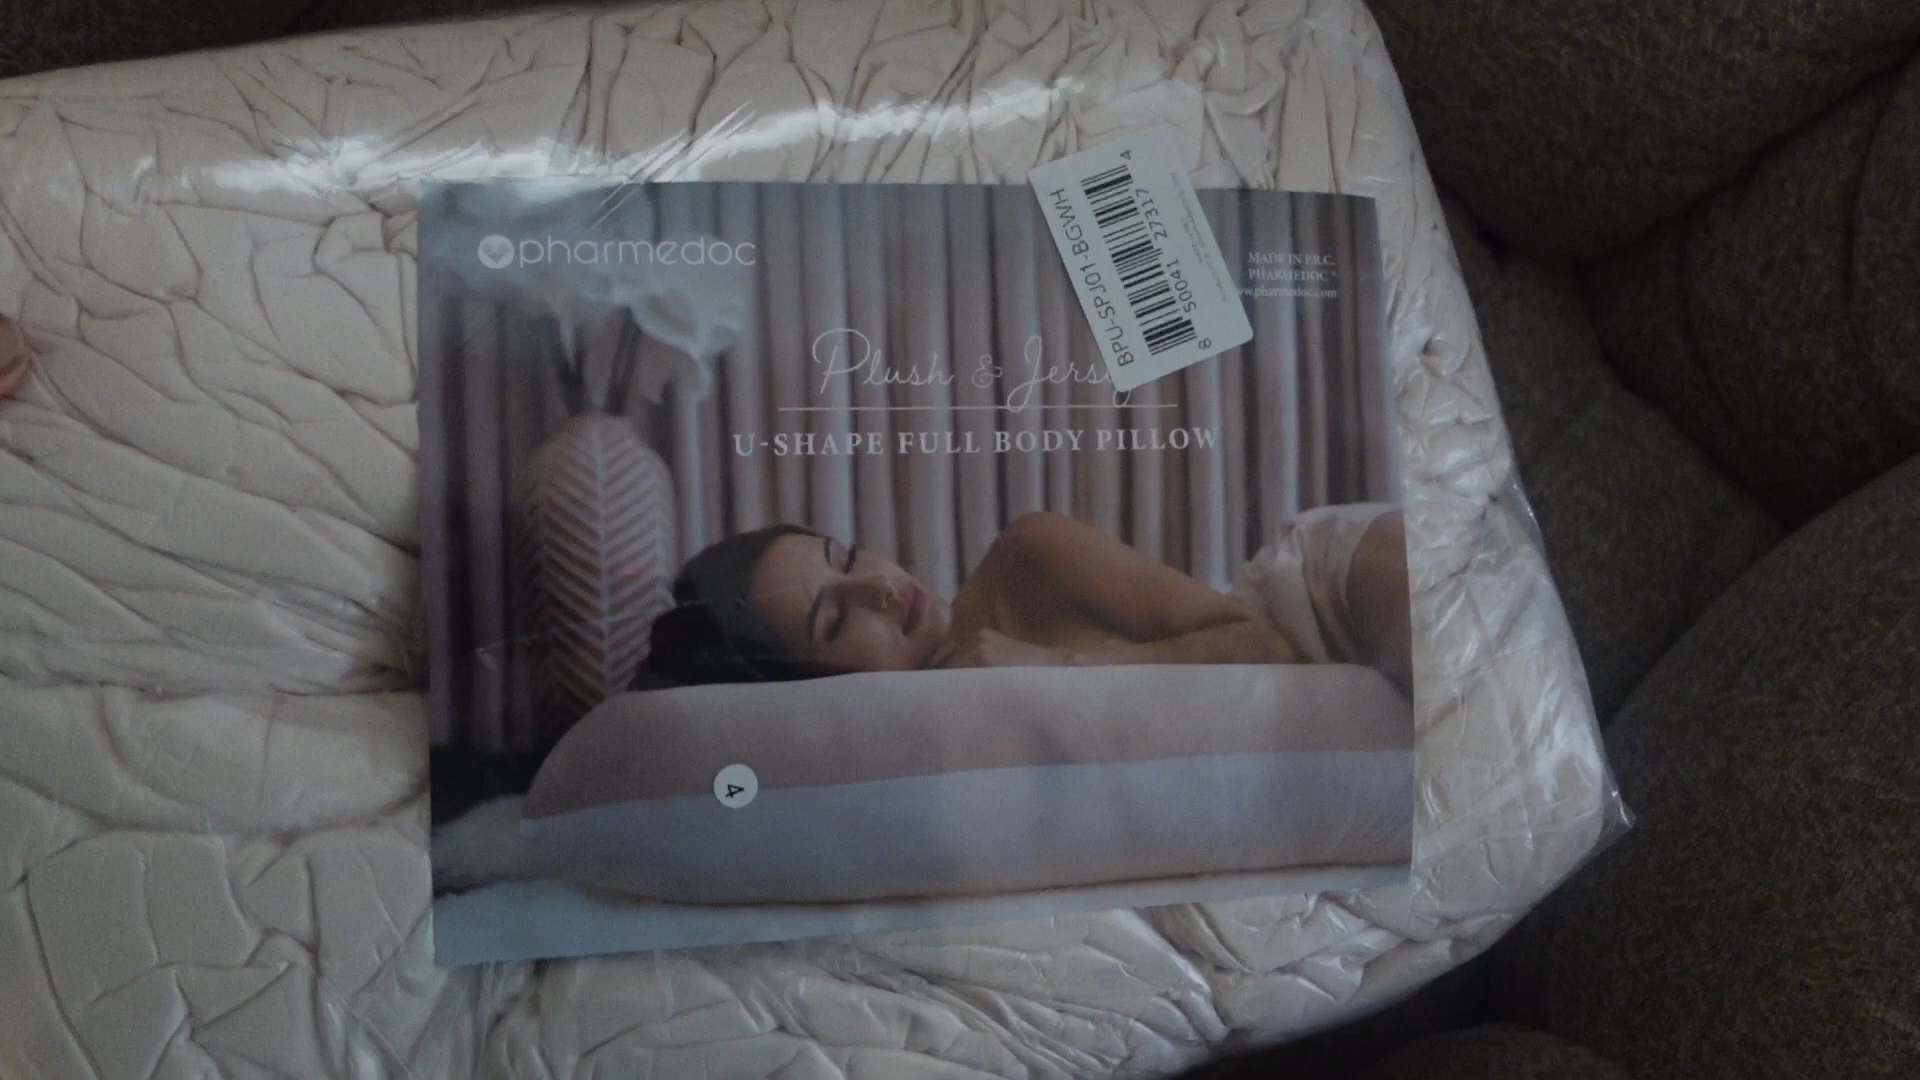 pharmedoc
MADE IN P.R.C.
PHARMEDOC™
www.pharmedoc.com
BPU-SPJ01-BGWH
8 50041 27317 4
Plush & Jersey
U-SHAPE FULL BODY PILLOW
4